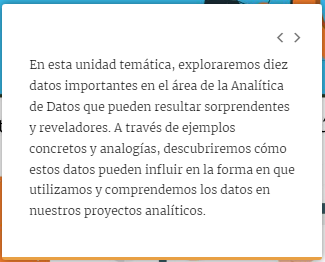 En esta unidad temática, exploraremos diez
datos importantes en el área de la Analítica
de Datos que pueden resultar sorprendentes
y reveladores. A través de ejemplos
concretos y analogías, descubriremos cómo
estos datos pueden influir en la forma en que
utilizamos y comprendemos los datos en
nuestros proyectos analíticos.